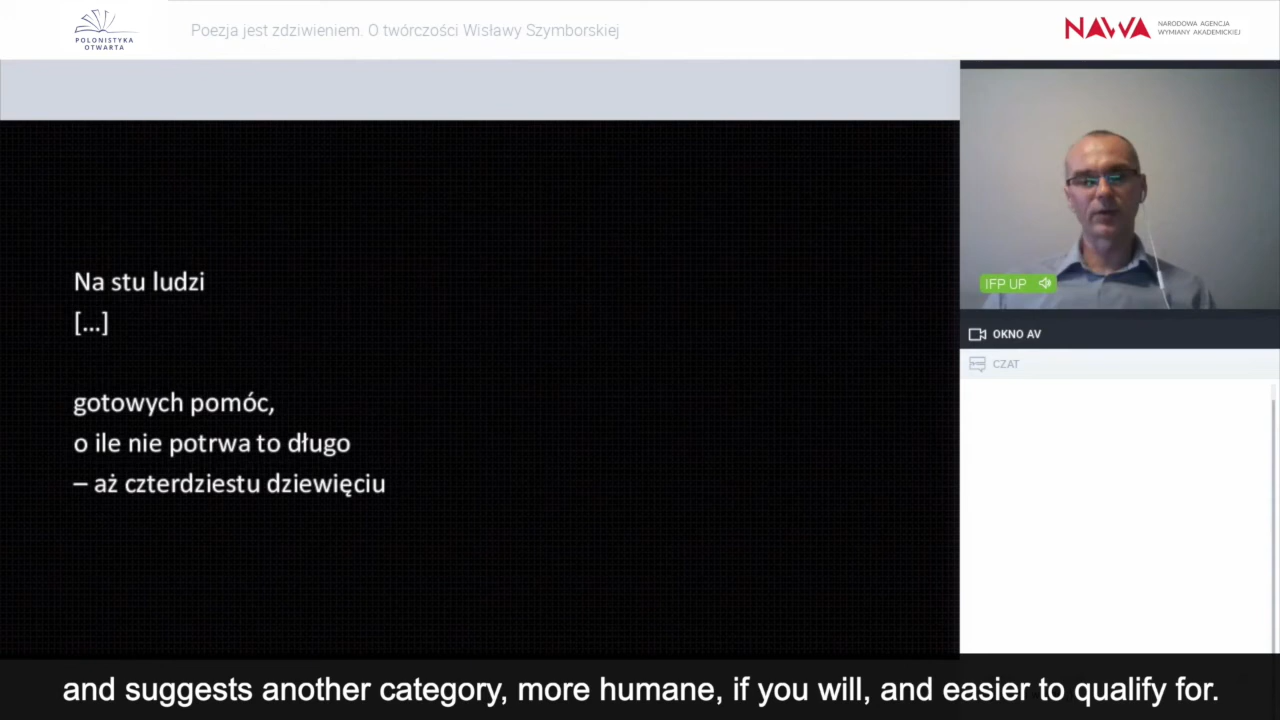 POLONISTYKA
OTWARTA
Poezja jest zdziwieniem. O twórczości Wisławy Szymborskiej
NAWA
NARODOWA AGENCJA
WYMIANY AKADEMICKIEJ
Na stu ludzi
[...]
gotowych pomóc,
o ile nie potrwa to długo
– aż czterdziestu dziewięciu
IFP UP
OKNO AV
CZAT
and suggests another category, more humane, if you will, and easier to qualify for.